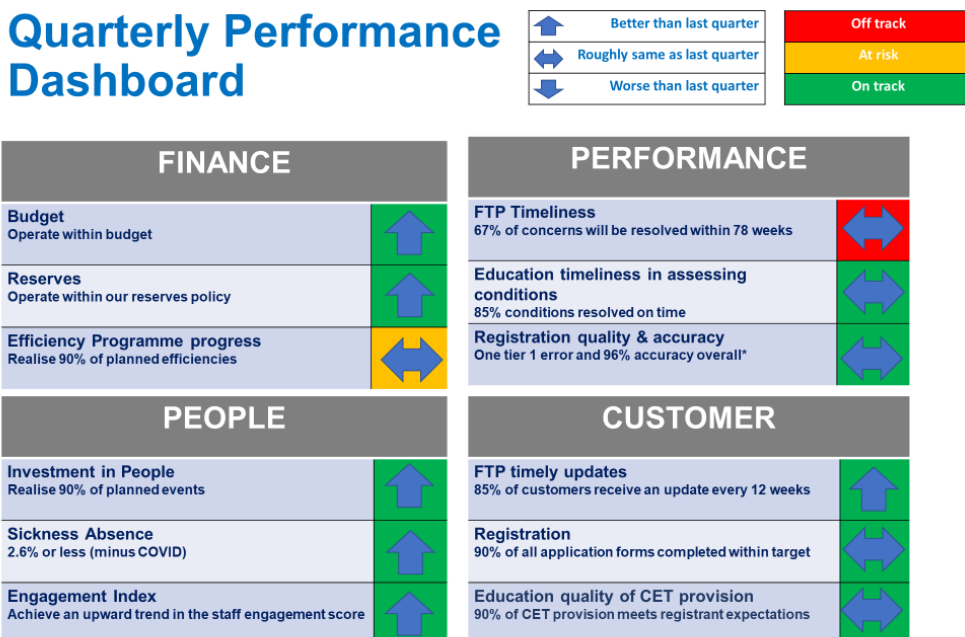 Quarterly Performance
Dashboard
Better than last quarter
Roughly same as last quarter
Worse than last quarter
Off track
At risk
On track
FINANCE
Budget
Operate within budget
Reserves
Operate within our reserves policy
Efficiency Programme progress
Realise 90% of planned efficiencies
PERFORMANCE
FTP Timeliness
67% of concerns will be resolved within 78 weeks
Education timeliness in assessing
conditions
85% conditions resolved on time
Registration quality & accuracy
One tier 1 error and 96% accuracy overall*
PEOPLE
Investment in People
Realise 90% of planned events
Sickness Absence
2.6% or less (minus COVID)
Engagement Index
Achieve an upward trend in the staff engagement score
CUSTOMER
FTP timely updates
85% of customers receive an update every 12 weeks
Registration
90% of all application forms completed within target
Education quality of CET provision
90% of CET provision meets registrant expectations